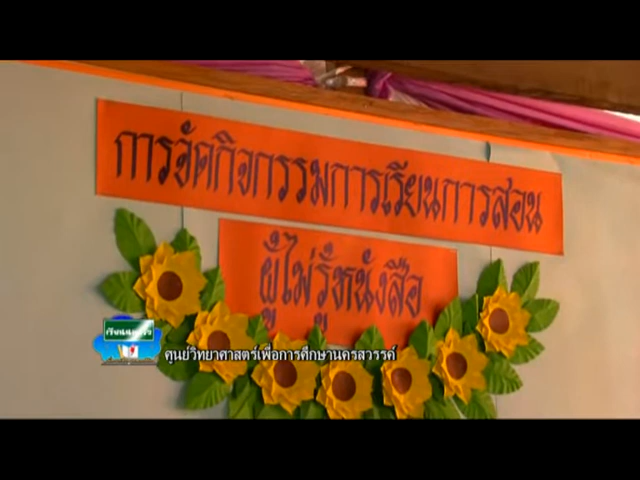 การจัดกิจกรรมการเรียนการสอน
ผู้ไม่รู้หนังสือ
ศูนย์วิทยาศาสตร์เพื่อการศึกษานครสวรรค์